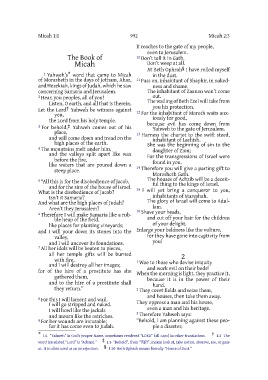 Micah 1:1
992
Micah 2:3
The Book of
Micah
1 Yahweh's* word that came to Micah
of Morasheth in the days of Jotham, Ahaz,
and Hezekiah, kings of Judah, which he saw
concerning Samaria and Jerusalem.
2 Hear, you peoples, all of you!
Listen, O earth, and all that is therein.
Let the Lord† Yahweh be witness against
you,
the Lord from his holy temple.
3 For behold,‡ Yahweh comes out of his
place,
and will come down and tread on the
high places of the earth.
4 The mountains melt under him,
and the valleys split apart like wax
before the fire,
like waters that are poured down a
steep place.
5 "All this is for the disobedience of Jacob,
and for the sins of the house of Israel.
What is the disobedience of Jacob?
Isn't it Samaria?
And what are the high places of Judah?
Aren't they Jerusalem?
6 Therefore I will make Samaria like a rub-
ble heap of the field,
like places for planting vineyards;
and I will pour down its stones into the
valley,
and I will uncover its foundations.
7 All her idols will be beaten to pieces,
all her temple gifts will be burned
with fire,
and I will destroy all her images;
for of the hire of a prostitute has she
gathered them,
and to the hire of a prostitute shall
they return."
8 For this I will lament and wail.
I will go stripped and naked.
I will howl like the jackals
and mourn like the ostriches.
9 For her wounds are incurable;
for it has come even to Judah.
It reaches to the gate of my people,
even to Jerusalem.
10 Don't tell it in Gath.
Don't weep at all.
At Beth Ophrah§ I have rolled myself
in the dust.
11 Pass on, inhabitant of Shaphir, in naked-
ness and shame.
The inhabitant of Zaanan won't come
out.
The wailing of Beth Ezel will take from
you his protection.
12 For the inhabitant of Maroth waits anx-
iously for good,
because evil has come down from
Yahweh to the gate of Jerusalem.
13 Harness the chariot to the swift steed,
inhabitant of Lachish.
She was the beginning of sin to the
daughter of Zion;
For the transgressions of Israel were
found in you.
14 Therefore you will give a parting gift to
Moresheth Gath.
The houses of Achzib will be a deceit-
ful thing to the kings of Israel.
15 I will yet bring a conqueror to you,
inhabitants of Mareshah.
The glory of Israel will come to Adul-
lam.
16 Shave your heads,
and cut off your hair for the children
of your delight.
Enlarge your baldness like the vulture,
for they have gone into captivity from
you!
2
1 Woe to those who devise iniquity
and work evil on their beds!
When the morning is light, they practice it,
because it is in the power of their
hand.
2 They covet fields and seize them,
and houses, then take them away.
They oppress a man and his house,
even a man and his heritage.
3 Therefore Yahweh says:
"Behold, I am planning against these peo-
ple a disaster,
* 1:1 "Yahweh" is God's proper Name, sometimes rendered "LORD" (all caps) in other translations. † 1:2 The
word translated "Lord" is "Adonai." ‡ 1:3 "Behold", from "הִנֵּה", means look at, take notice, observe, see, or gaze
at. It is often used as an interjection. § 1:10 Beth Ophrah means literally "House of Dust."